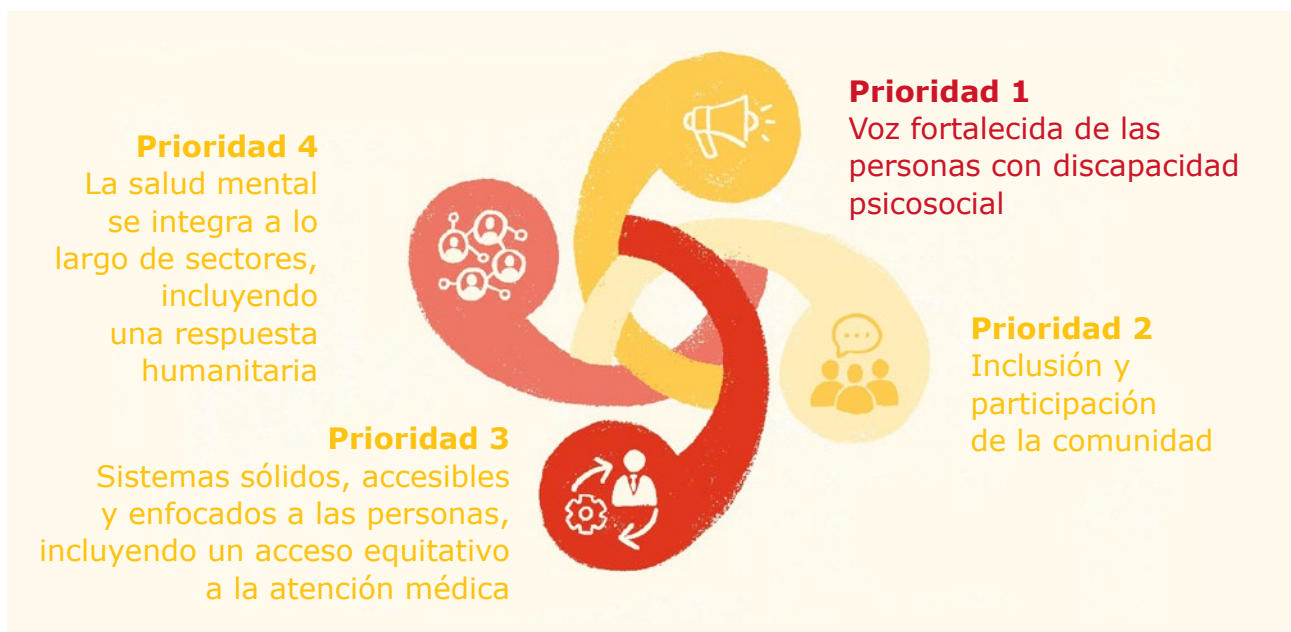 Prioridad 1
Voz fortalecida de las
personas con discapacidad
psicosocial
Prioridad 2
Inclusión y
participación
de la comunidad
Prioridad 3
Sistemas sólidos, accesibles
y enfocados a las personas,
incluyendo un acceso equitativo
a la atención médica
Prioridad 4
La salud mental
se integra a lo
largo de sectores,
incluyendo
una respuesta
humanitaria